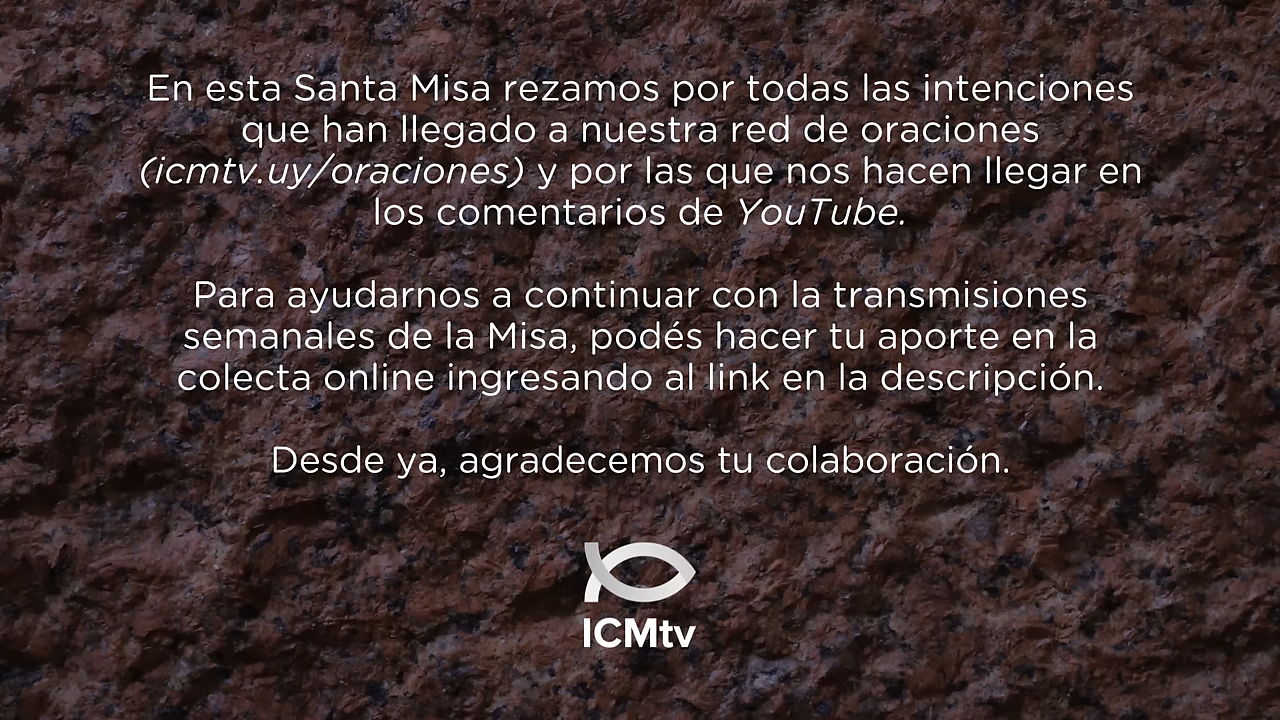 En esta Santa Misa rezamos por todas las intenciones
que han llegado a nuestra red de oraciones
(icmtv.uy/oraciones) y por las que nos hacen llegar en
los comentarios de YouTube.
Para ayudarnos a continuar con la transmisiones
semanales de la Misa, podés hacer tu aporte en la
colecta online ingresando al link en la descripción.
Desde ya, agradecemos tu colaboración.
ICMtv